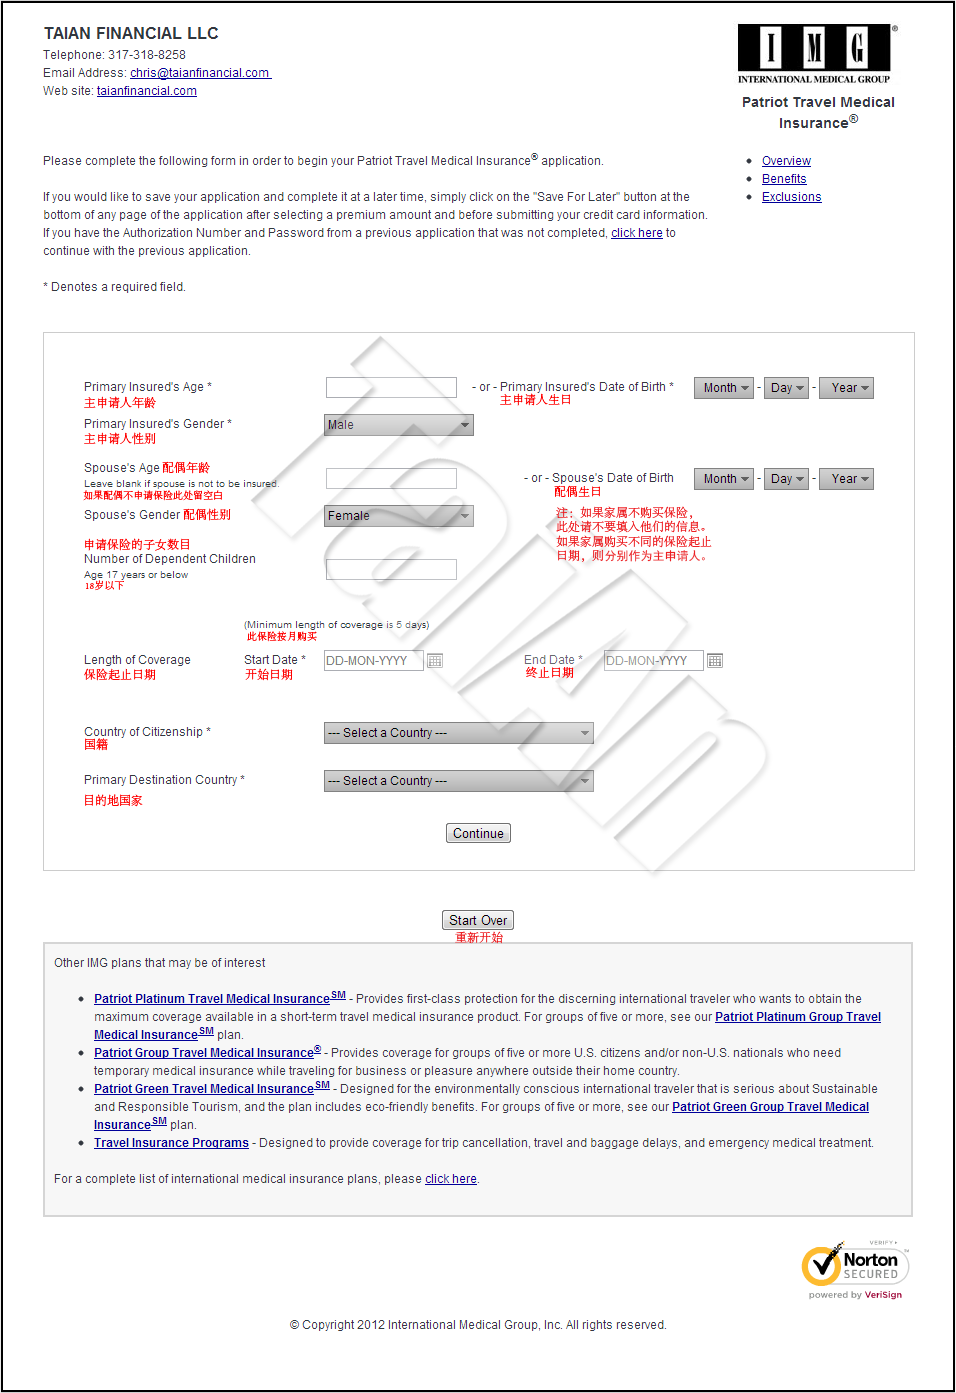 TAIAN FINANCIAL LLC
Telephone: 317-318-8258
Email Address: chris@taianfinancial.com
Web site: taianfinancial.com
IMG®
INTERNATIONAL MEDICAL GROUP
Patriot Travel Medical
Insurance®
Please complete the following form in order to begin your Patriot Travel Medical Insurance® application.
• Overview
• Benefits
• Exclusions
If you would like to save your application and complete it at a later time, simply click on the "Save For Later" button at the
bottom of any page of the application after selecting a premium amount and before submitting your credit card information.
If you have the Authorization Number and Password from a previous application that was not completed, click here to
continue with the previous application.
* Denotes a required field.
Primary Insured's Age * - or - Primary Insured's Date of Birth * Month - Day - Year
主申请人年龄 主申请人生日
Primary Insured's Gender * Male
主申请人性别
Spouse's Age 配偶年龄
Leave blank if spouse is not to be insured. - or - Spouse's Date of Birth Month - Day - Year
如果配偶不申请保险此处留空白 配偶生日
Spouse's Gender 配偶性别 Female
注：如果家属不购买保险，
此处请不要填入他们的信息。
如果家属购买不同的保险起止
日期，则分别作为主申请人。
申请保险的子女数目
Number of Dependent Children
Age 17 years or below
18岁以下
(Minimum length of coverage is 5 days)
此保险按月购买
Length of Coverage Start Date * DD-MON-YYYY End Date * DD-MON-YYYY
保险起止日期 开始日期 终止日期
Country of Citizenship * --- Select a Country ---
国籍
Primary Destination Country * --- Select a Country ---
目的地国家
Continue
TaiAn
Start Over
重新开始
Other IMG plans that may be of interest
• Patriot Platinum Travel Medical Insurance℠ - Provides first-class protection for the discerning international traveler who wants to obtain the
maximum coverage available in a short-term travel medical insurance product. For groups of five or more, see our Patriot Platinum Group Travel
Medical Insurance℠ plan.
• Patriot Group Travel Medical Insurance® - Provides coverage for groups of five or more U.S. citizens and/or non-U.S. nationals who need
temporary medical insurance while traveling for business or pleasure anywhere outside their home country.
• Patriot Green Travel Medical Insurance℠ - Designed for the environmentally conscious international traveler that is serious about Sustainable
and Responsible Tourism, and the plan includes eco-friendly benefits. For groups of five or more, see our Patriot Green Group Travel Medical
Insurance℠ plan.
• Travel Insurance Programs - Designed to provide coverage for trip cancellation, travel and baggage delays, and emergency medical treatment.
For a complete list of international medical insurance plans, please click here.
VERIFY
Norton™
SECURED
powered by VeriSign
© Copyright 2012 International Medical Group, Inc. All rights reserved.